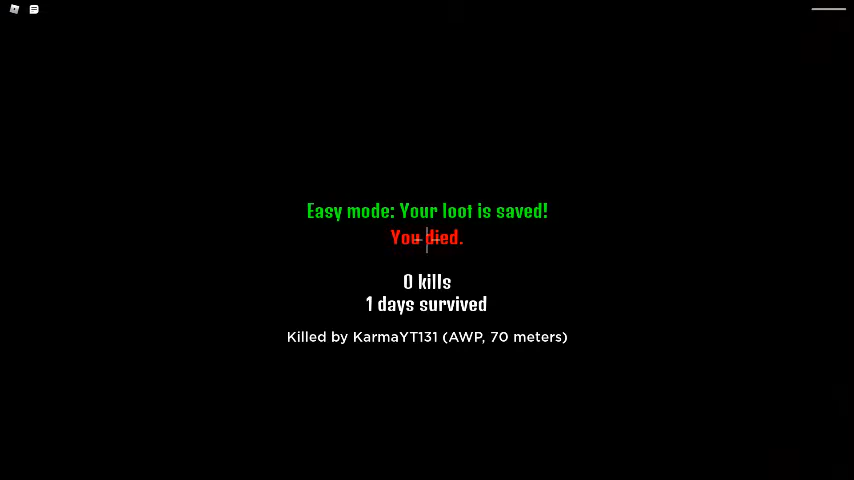 Easy mode: Your loot is saved!
You died.
0 kills
1 days survived
Killed by KarmaYT131 (AWP, 70 meters)